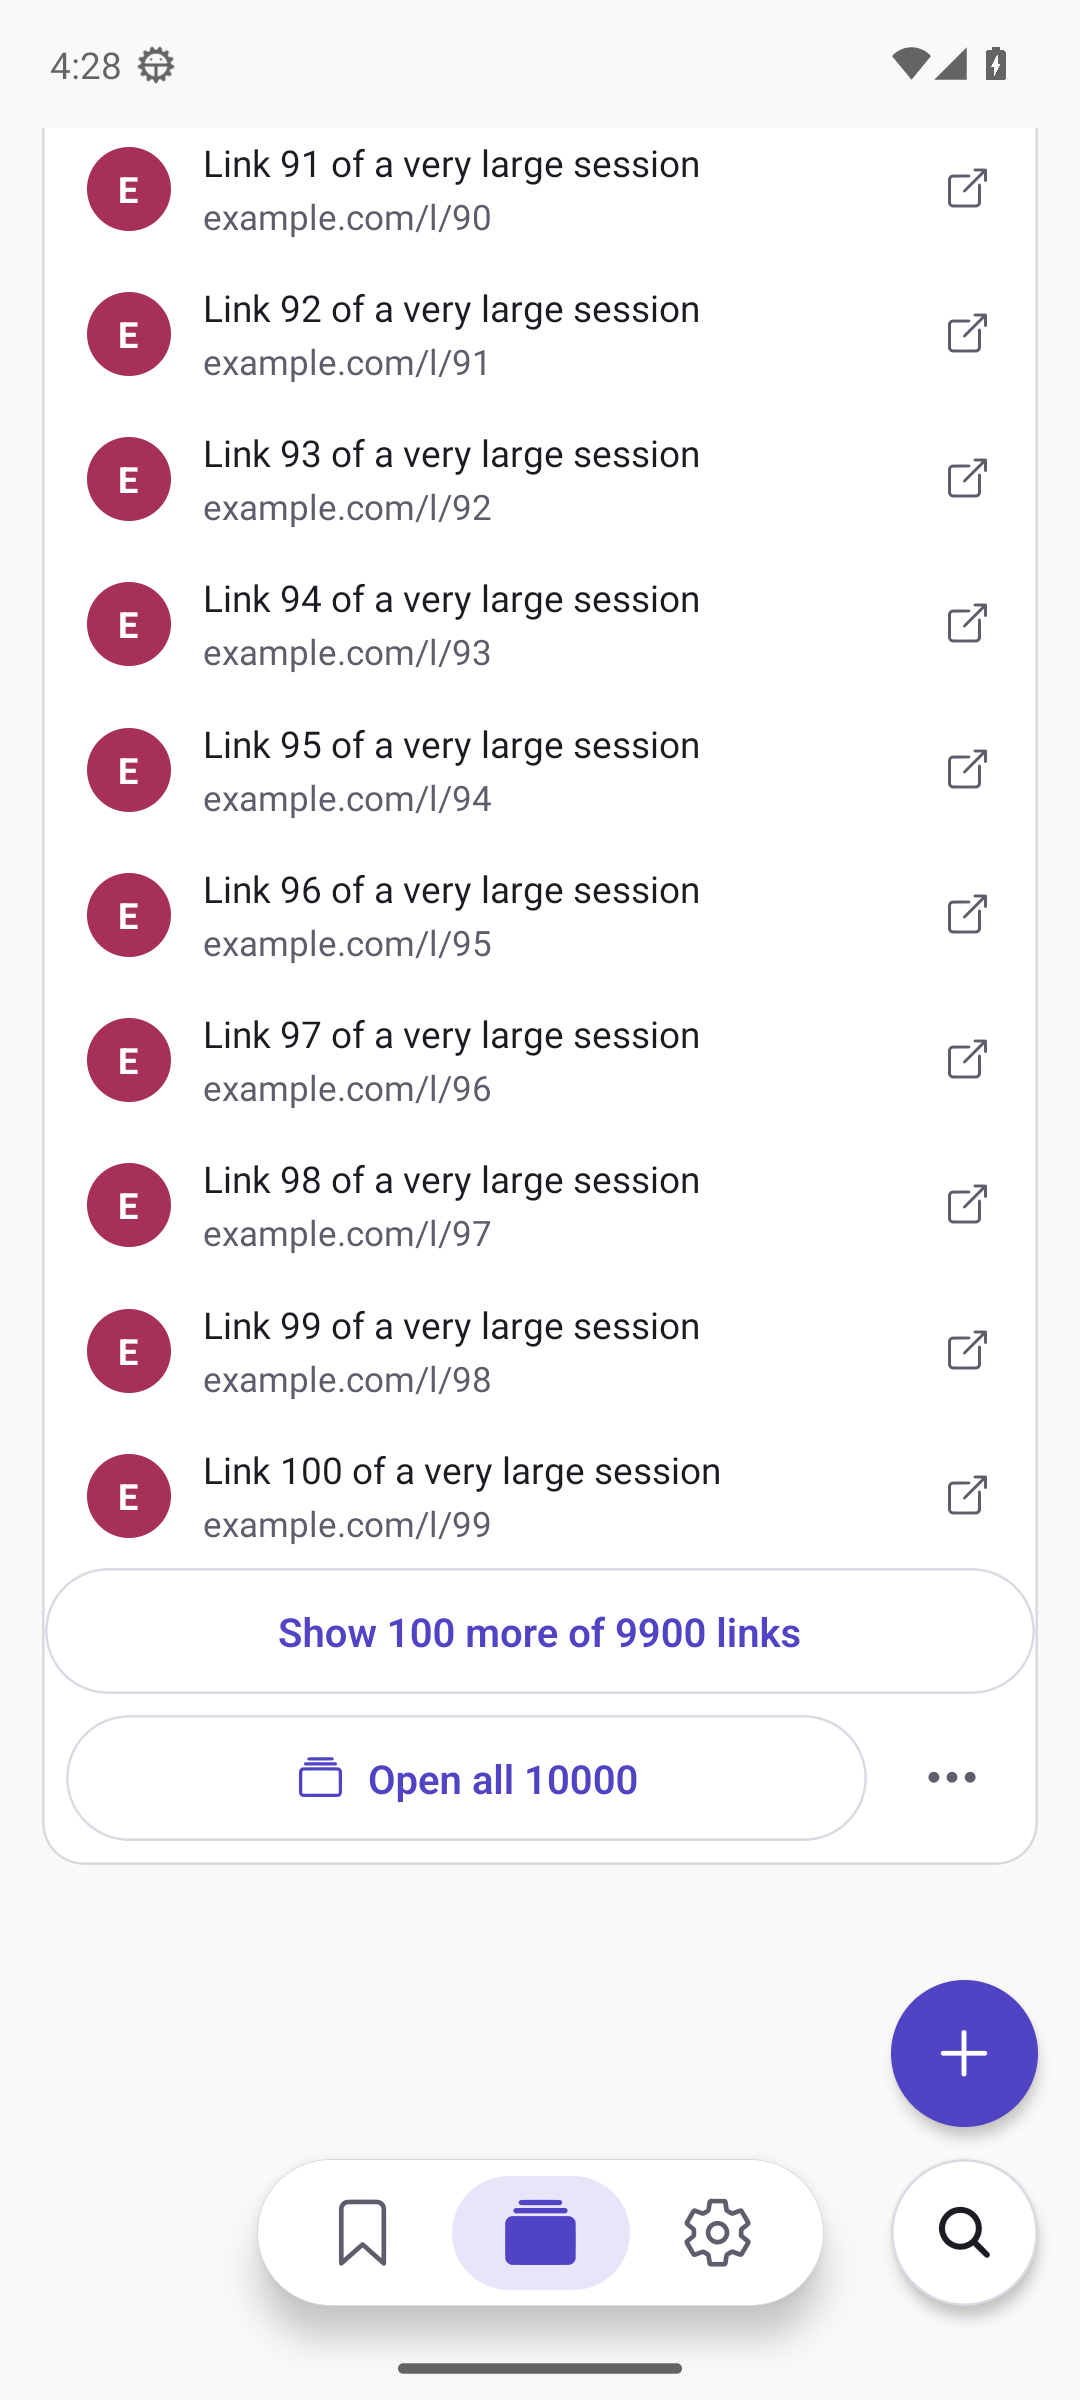 4:28
E
Link 91 of a very large session
example.com/l/90
E
Link 92 of a very large session
example.com/l/91
E
Link 93 of a very large session
example.com/l/92
E
Link 94 of a very large session
example.com/l/93
E
Link 95 of a very large session
example.com/l/94
E
Link 96 of a very large session
example.com/l/95
E
Link 97 of a very large session
example.com/l/96
E
Link 98 of a very large session
example.com/l/97
E
Link 99 of a very large session
example.com/l/98
E
Link 100 of a very large session
example.com/l/99
Show 100 more of 9900 links
Open all 10000